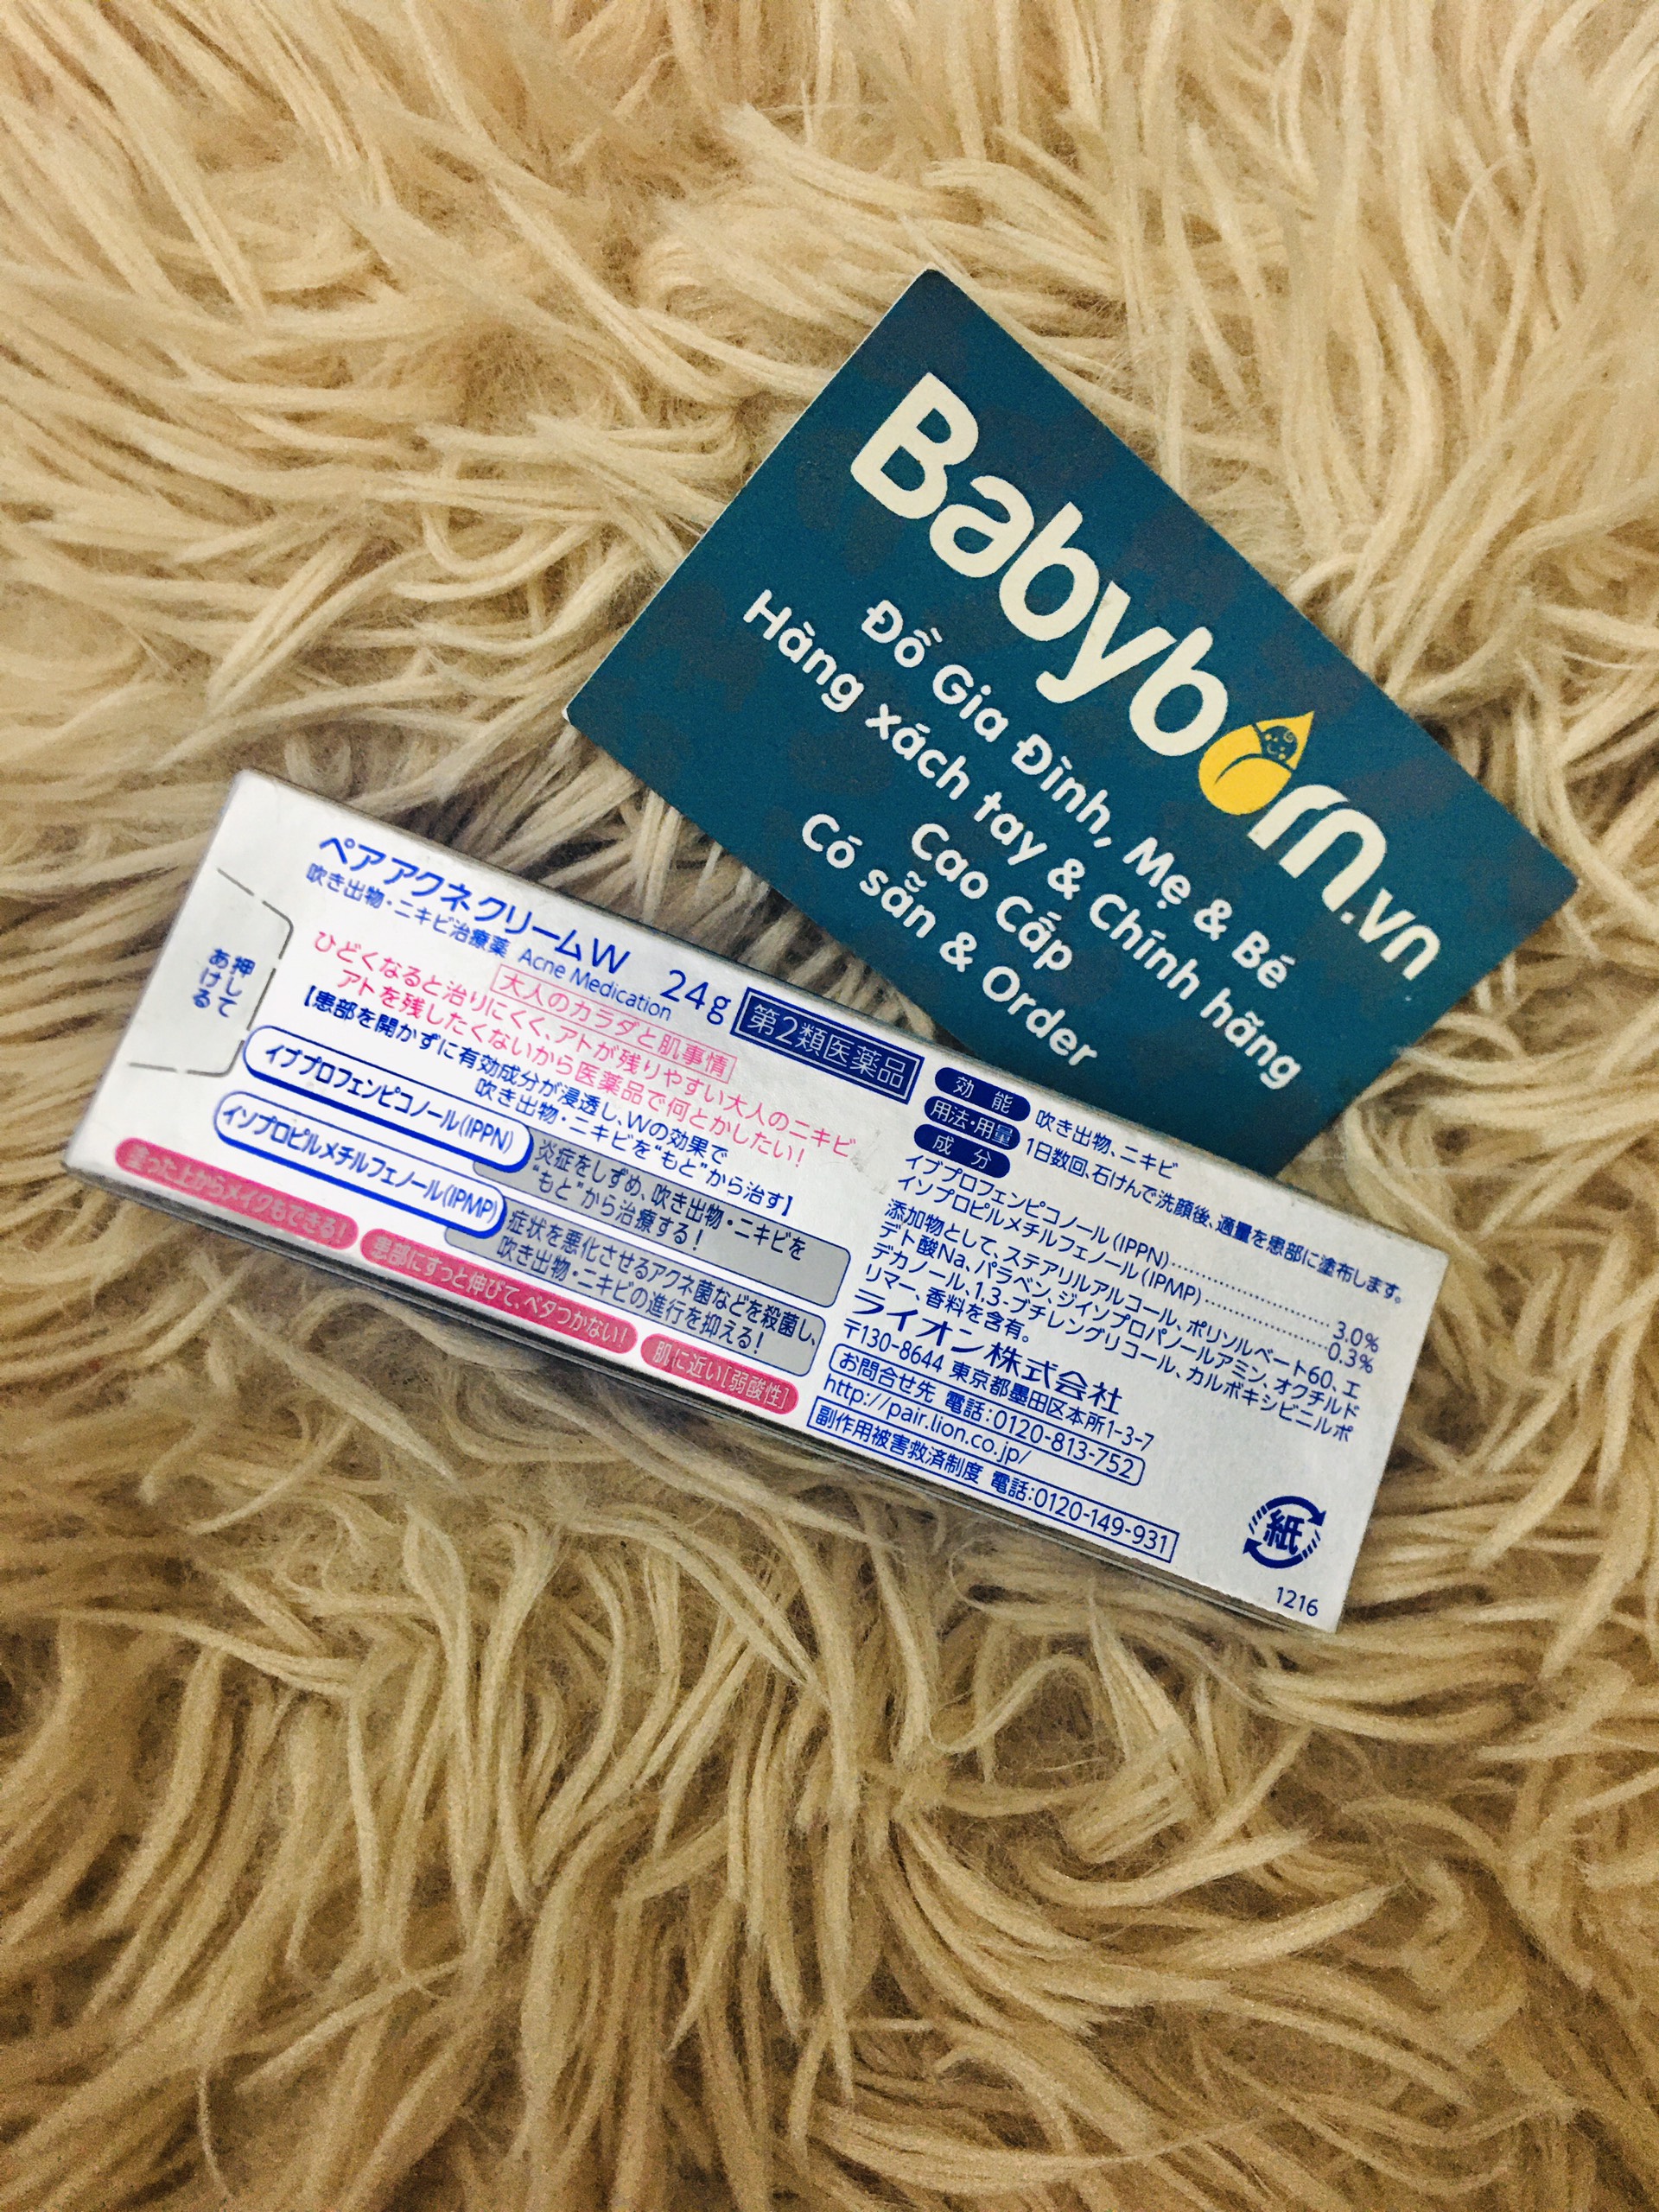 Babyborn.vn
Đồ Gia Đình, Mẹ & Bé
Hàng xách tay & Chính hãng
Cao Cấp
Có sẵn & Order
ペアアクネクリームW 24g 第2類医薬品
吹き出物・ニキビ治療薬 Acne Medication
大人のカラダと肌事情
ひどくなると治りにくく、アトが残りやすい大人のニキビ
アトを残したくないから医薬品で何とかしたい!
【患部を開かずに有効成分が浸透し、Wの効果で
吹き出物・ニキビを“もと”から治す】
イブプロフェンピコノール(IPPN)
炎症をしずめ、吹き出物・ニキビを
“もと”から治療する!
イソプロピルメチルフェノール(IPMP)
症状を悪化させるアクネ菌などを殺菌し、
吹き出物・ニキビの進行を抑える!
塗った上からメイクもできる!
患部にすっと伸びて、ベタつかない!
肌に近い[弱酸性]
押して
あける
効 能 吹き出物、ニキビ
用法・用量 1日数回、石けんで洗顔後、適量を患部に塗布します。
成 分
イブプロフェンピコノール(IPPN)……………………3.0%
イソプロピルメチルフェノール(IPMP)………………0.3%
添加物として、ステアリルアルコール、ポリソルベート60、エ
デト酸Na、パラベン、ジイソプロパノールアミン、オクチルド
デカノール、1,3-ブチレングリコール、カルボキシビニルポ
リマー、香料を含有。
ライオン株式会社
〒130-8644 東京都墨田区本所1-3-7
お問合せ先 電話:0120-813-752
http://pair.lion.co.jp/
副作用被害救済制度 電話:0120-149-931
紙
1216